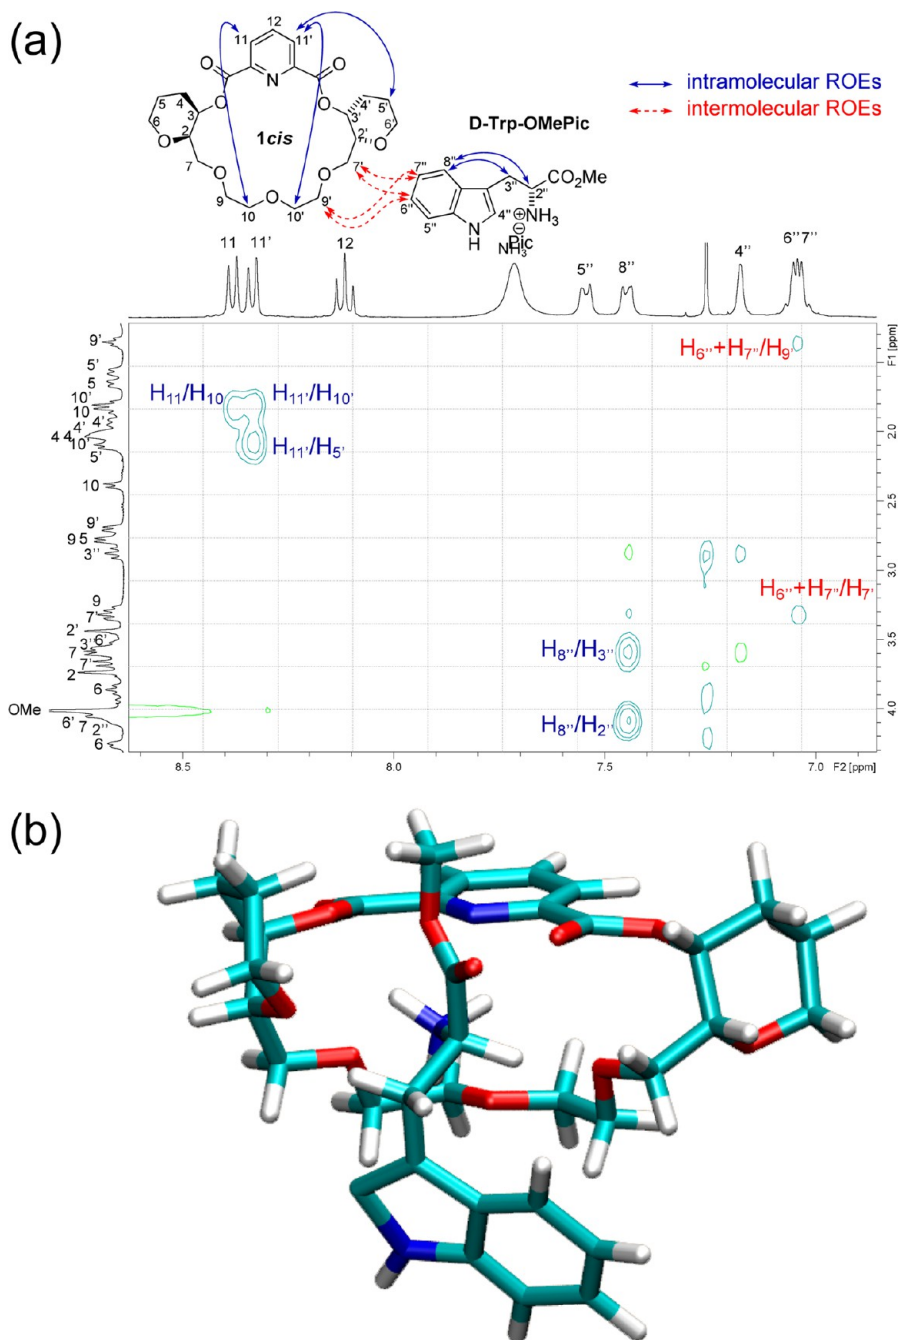 (a)
12
11
11'
intramolecular ROEs
intermolecular ROEs
O
O
N
O
O
5
4
3
6
O
2
4'
5'
3'
6'
2'
O
1cis
D-Trp-OMePic
7
7'
O
O
9
9'
O
10
10'
7''
8''
6''
5''
3''
2''
4''
CO₂Me
NH₃
N
H
⊕
⊖
Pic
NH₃
11
11'
12
5''
8''
4''
6''
7''
9'
5'
5
10'
10
4'
4 4'
10'
5'
10
9'
9 5
3''
9
7'
2'
6'
3''
7
7'
2
6
OMe
6'
7
2''
6
H₆''+H₇''/H₉'
H₁₁/H₁₀
H₁₁'/H₁₀'
H₁₁'/H₅'
H₆''+H₇''/H₇'
H₈''/H₃''
H₈''/H₂''
F1 [ppm]
2.0
2.5
3.0
3.5
4.0
8.5
8.0
7.5
7.0
F2 [ppm]
(b)